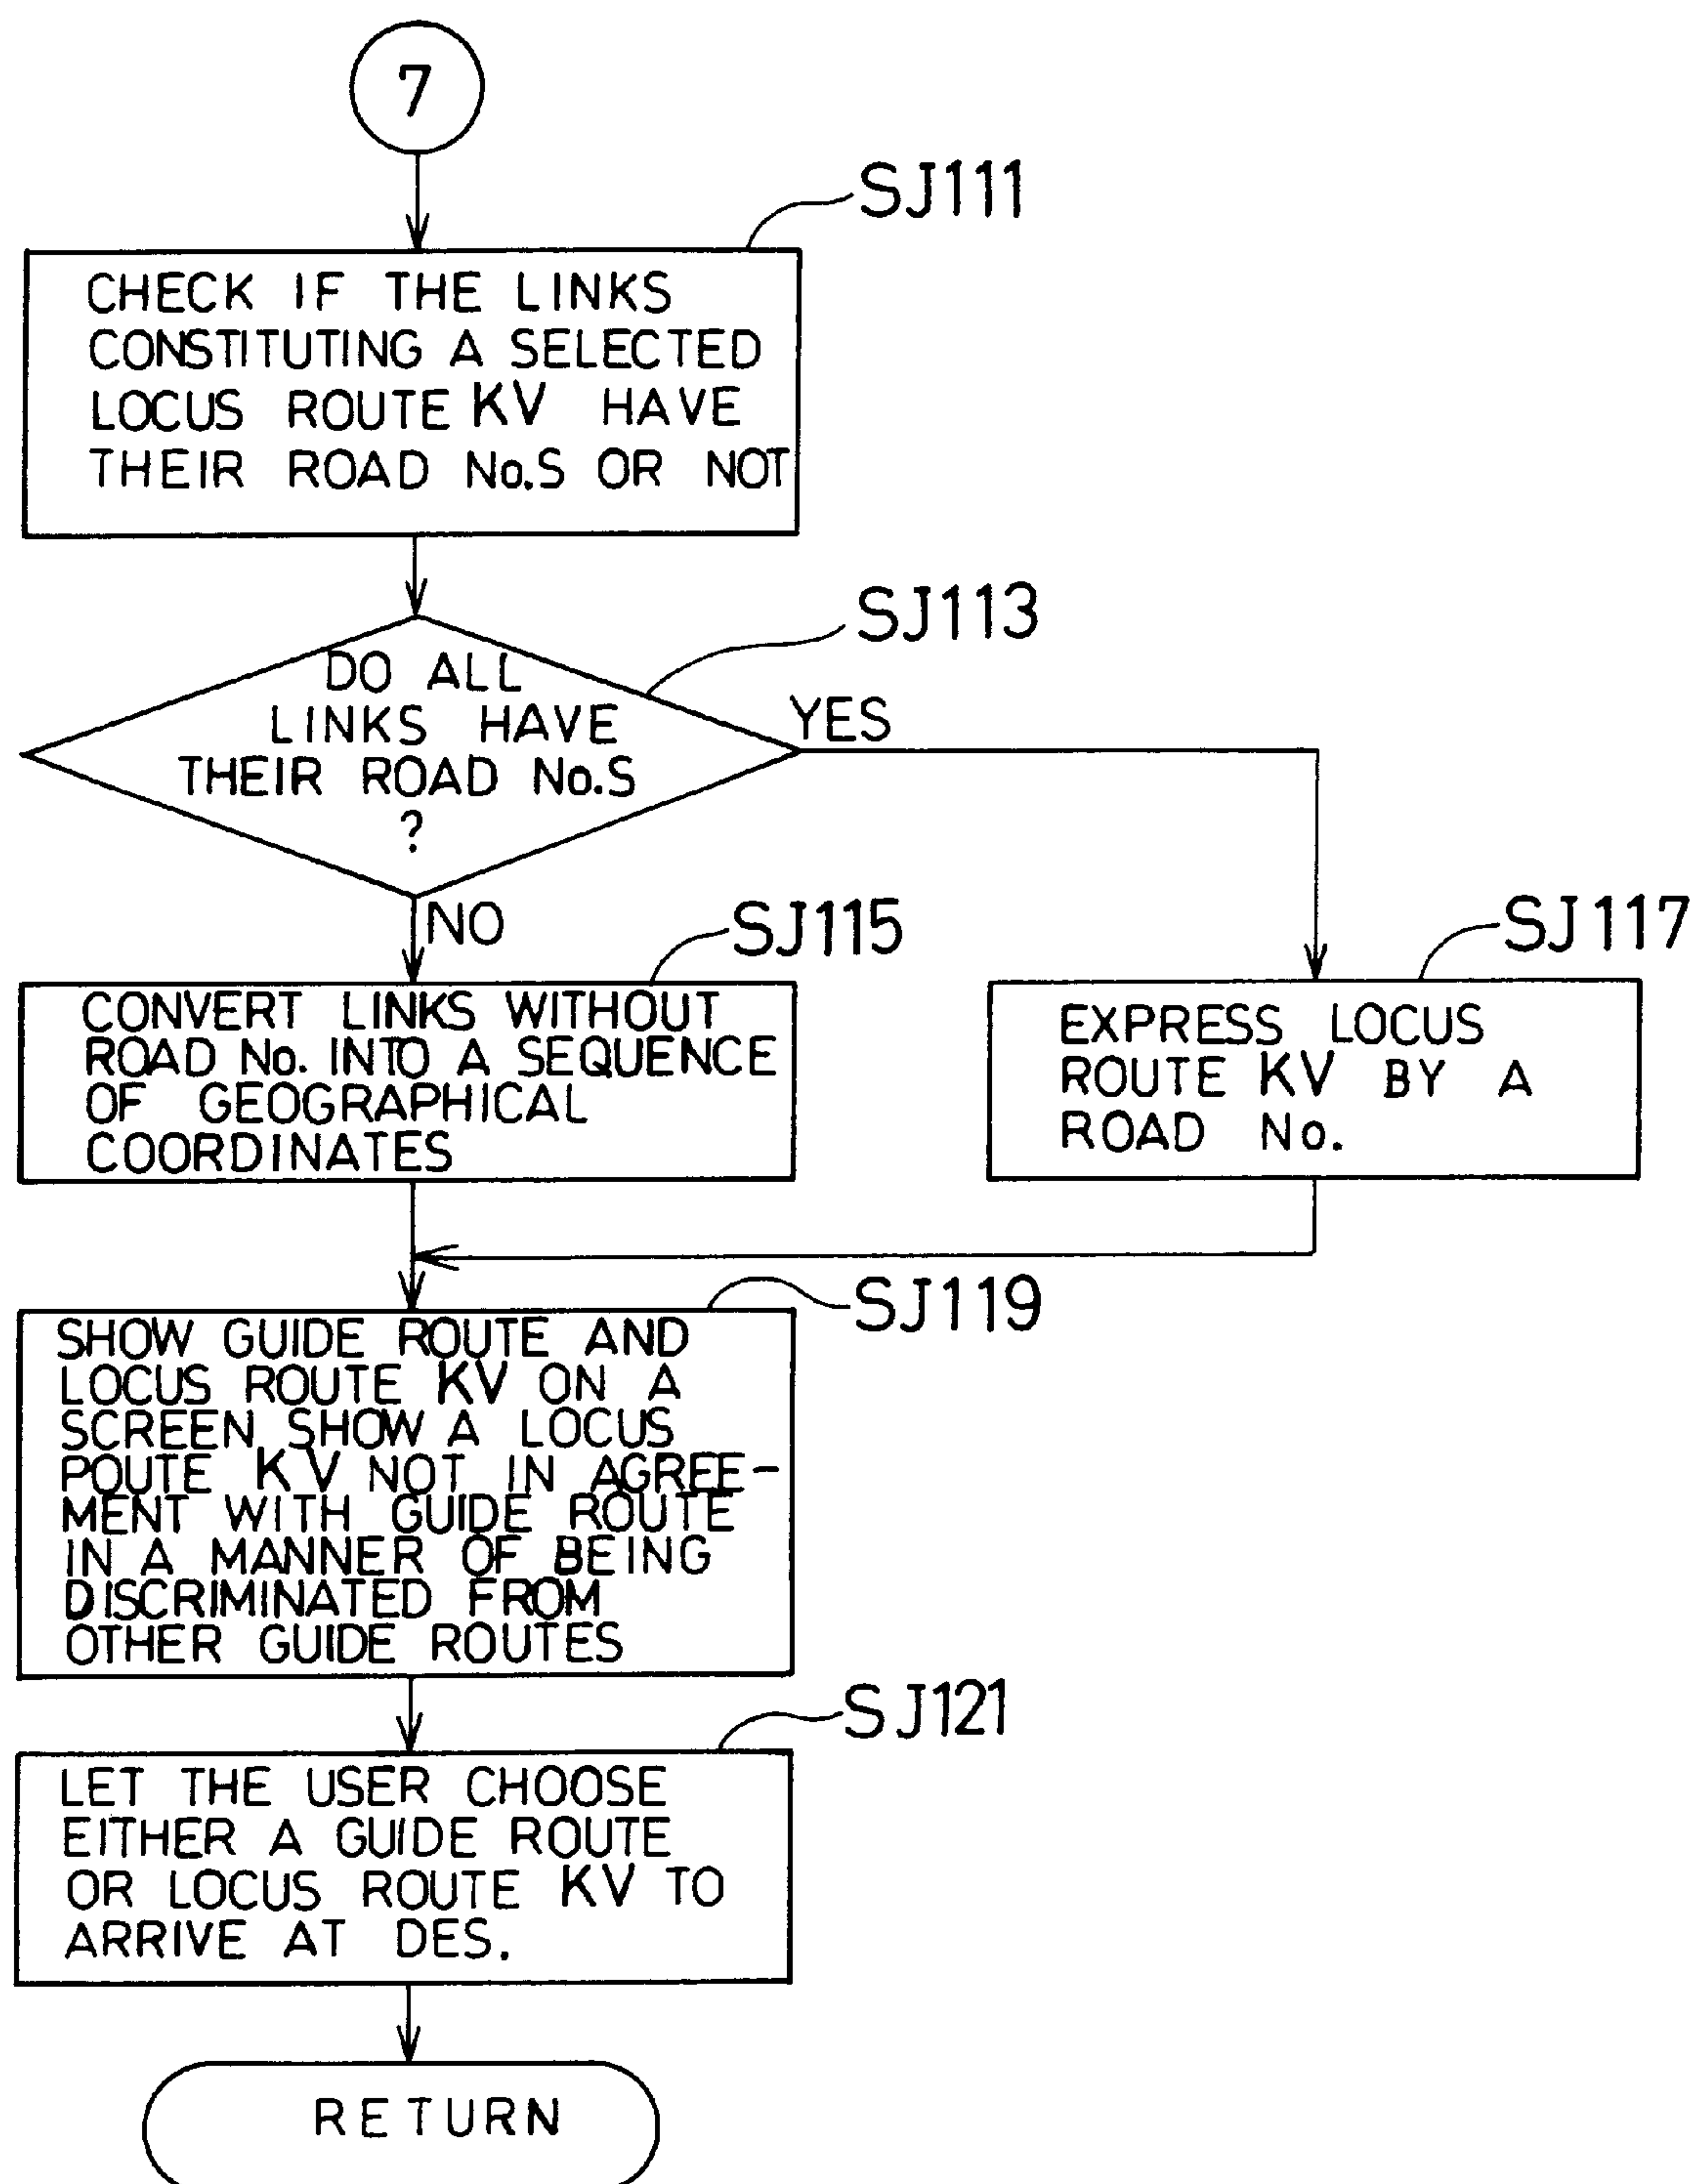 7
SJ111
CHECK IF THE LINKS
CONSTITUTING A SELECTED
LOCUS ROUTE KV HAVE
THEIR ROAD No.S OR NOT
SJ113
DO ALL
LINKS HAVE
THEIR ROAD No.S
?
YES
NO
SJ115
CONVERT LINKS WITHOUT
ROAD No. INTO A SEQUENCE
OF GEOGRAPHICAL
COORDINATES
SJ117
EXPRESS LOCUS
ROUTE KV BY A
ROAD No.
SJ119
SHOW GUIDE ROUTE AND
LOCUS ROUTE KV ON A
SCREEN SHOW A LOCUS
POUTE KV NOT IN AGREE-
MENT WITH GUIDE ROUTE
IN A MANNER OF BEING
DISCRIMINATED FROM
OTHER GUIDE ROUTES
SJ121
LET THE USER CHOOSE
EITHER A GUIDE ROUTE
OR LOCUS ROUTE KV TO
ARRIVE AT DES.
RETURN